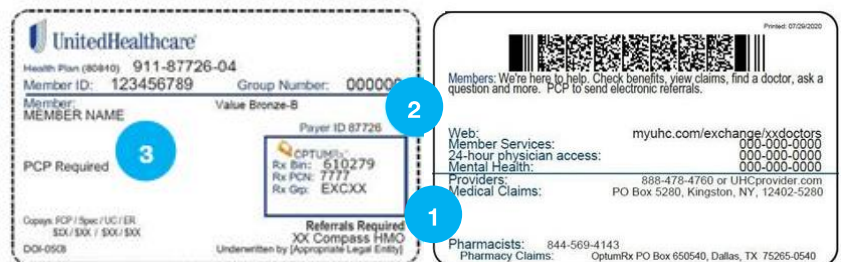 UnitedHealthcare
Health Plan (80840) 911-87726-04
Member ID: 123456789 Group Number: 000000
Member: Value Bronze-B
MEMBER NAME
Payer ID 87726
PCP Required
OPTUMRx
Rx Bin: 610279
Rx PCN: 7777
Rx Grp: EXCXX
Copays: PCP / Spec / UC / ER
$XX / $XX / $XX / $XX
Referrals Required
XX Compass HMO
DOI-0508 Underwritten by [Appropriate Legal Entity]
3
2
1
Printed: 07/29/2020
Members: We're here to help. Check benefits, view claims, find a doctor, ask a
question and more. PCP to send electronic referrals.
Web: myuhc.com/exchange/xxdoctors
Member Services: 000-000-0000
24-hour physician access: 000-000-0000
Mental Health: 000-000-0000
Providers: 888-478-4760 or UHCprovider.com
Medical Claims: PO Box 5280, Kingston, NY, 12402-5280
Pharmacists: 844-569-4143
Pharmacy Claims: OptumRx PO Box 650540, Dallas, TX 75265-0540